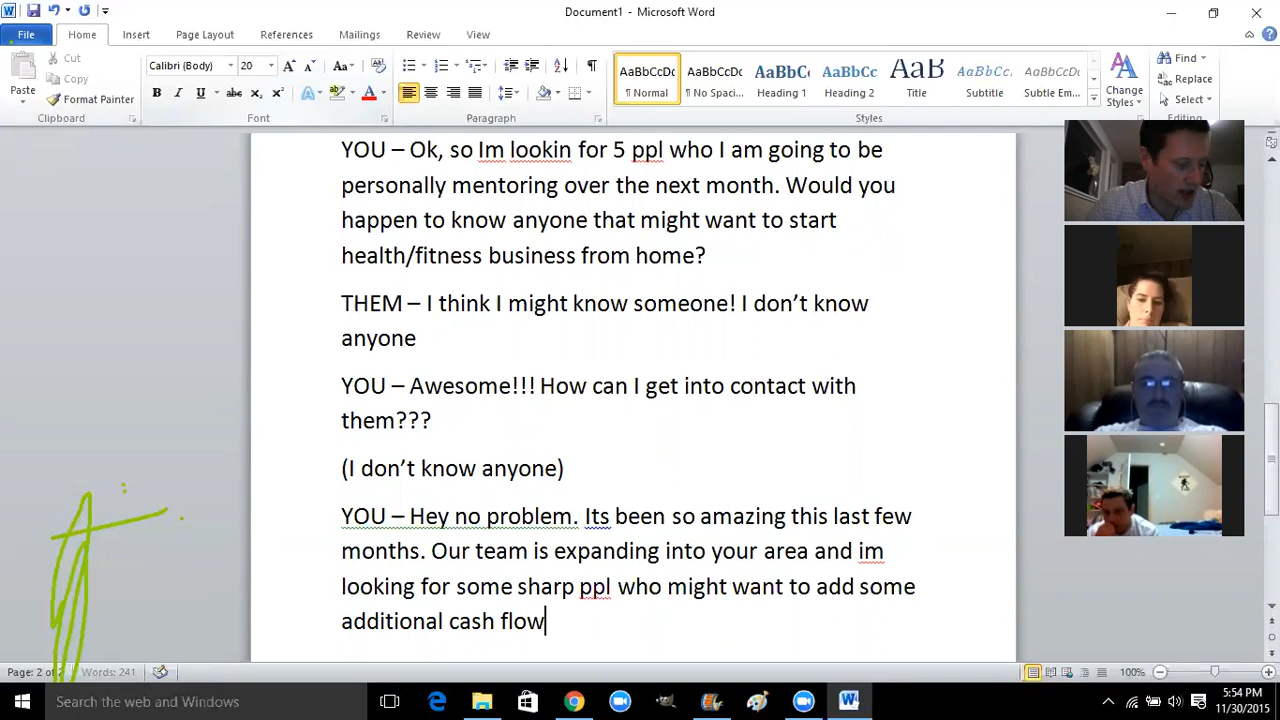 Document1 - Microsoft Word
File
Home
Insert
Page Layout
References
Mailings
Review
View
Paste
Cut
Copy
Format Painter
Clipboard
Calibri (Body)
20
Font
Paragraph
AaBbCcDc
¶ Normal
AaBbCcDc
¶ No Spaci...
AaBbC
Heading 1
AaBbCc
Heading 2
AaB
Title
AaBbCc.
Subtitle
AaBbCcDc
Subtle Em...
Styles
Change
Styles
Find
Replace
Select
Editing
YOU – Ok, so Im lookin for 5 ppl who I am going to be
personally mentoring over the next month. Would you
happen to know anyone that might want to start
health/fitness business from home?
THEM – I think I might know someone! I don’t know
anyone
YOU – Awesome!!! How can I get into contact with
them???
(I don’t know anyone)
YOU – Hey no problem. Its been so amazing this last few
months. Our team is expanding into your area and im
looking for some sharp ppl who might want to add some
additional cash flow
Page: 2 of 2
Words: 241
100%
Search the web and Windows
5:54 PM
11/30/2015